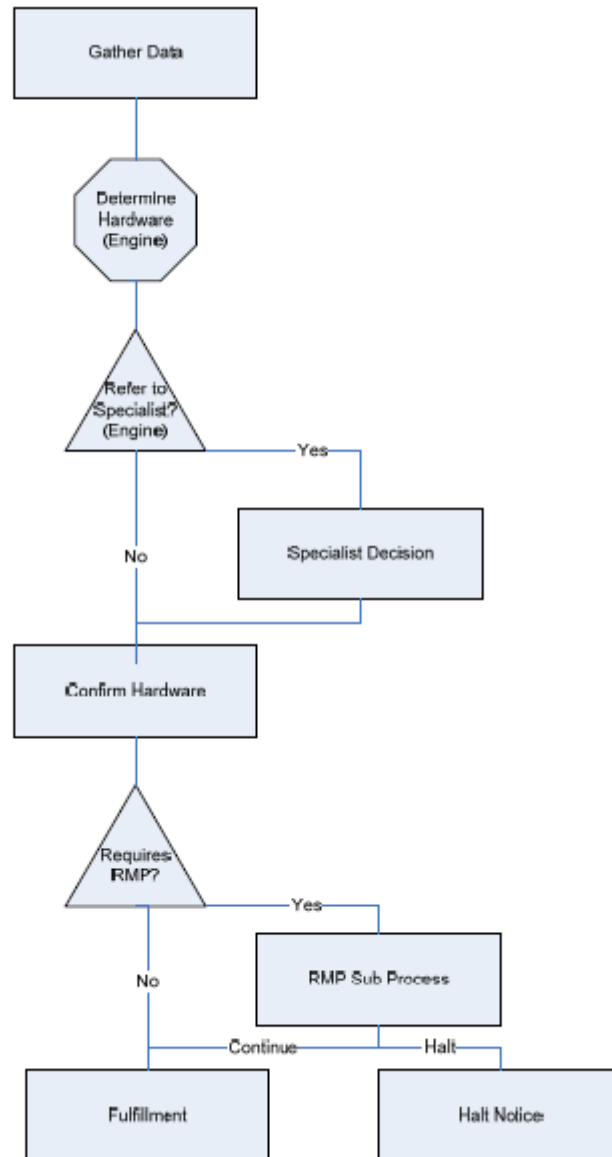 Gather Data
Determine
Hardware
(Engine)
Refer to
Specialist?
(Engine)
Yes
Specialist Decision
No
Confirm Hardware
Requires
RMP?
Yes
RMP Sub Process
No
Continue
Halt
Fulfillment
Halt Notice